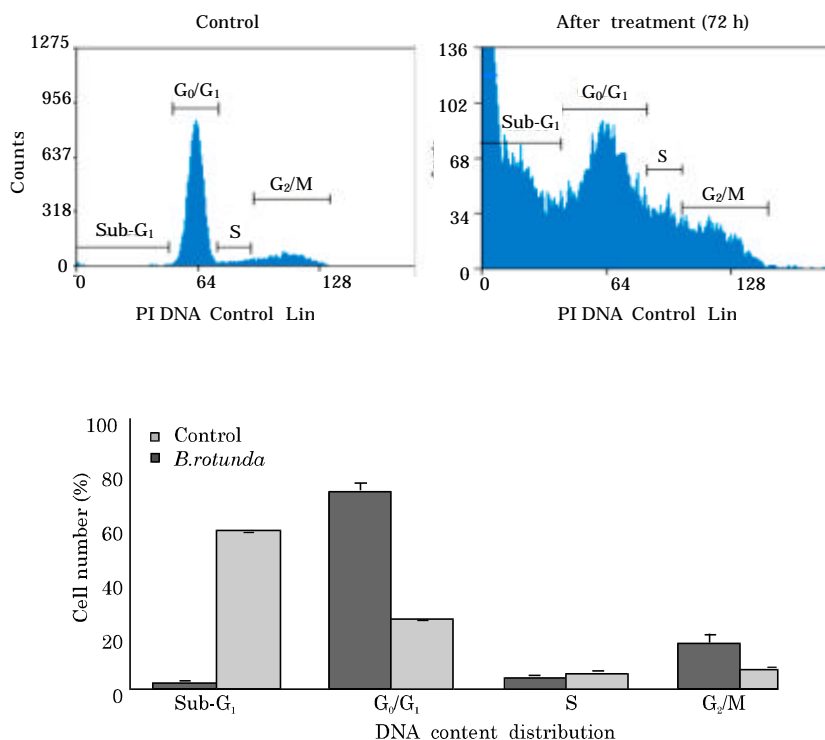 Control
1275
956
637
318
0
Counts
G₀/G₁
Sub-G₁
S
G₂/M
0 64 128
PI DNA Control Lin
After treatment (72 h)
136
102
68
34
0
Sub-G₁
G₀/G₁
S
G₂/M
0 64 128
PI DNA Control Lin
100
80
60
40
20
0
Cell number (%)
Control
B.rotunda
Sub-G₁ G₀/G₁ S G₂/M
DNA content distribution